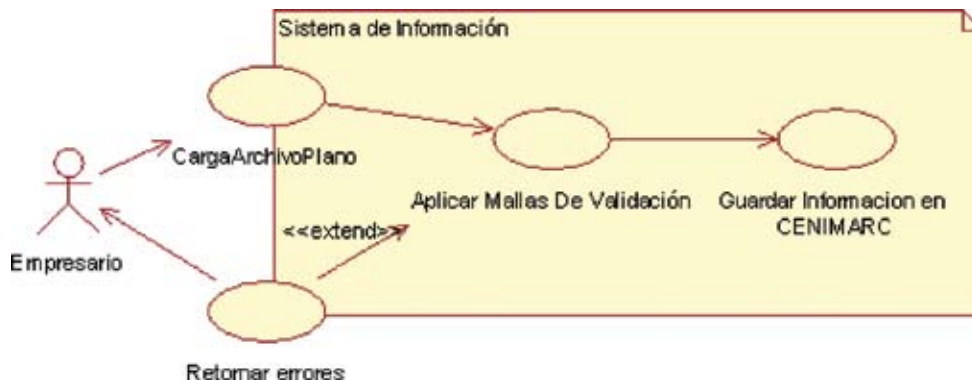 Sistema de Información
CargaArchivoPlano
Aplicar Mallas De Validación
Guardar Informacion en
CENIMARC
<<extend>>
Empresario
Retornar errores